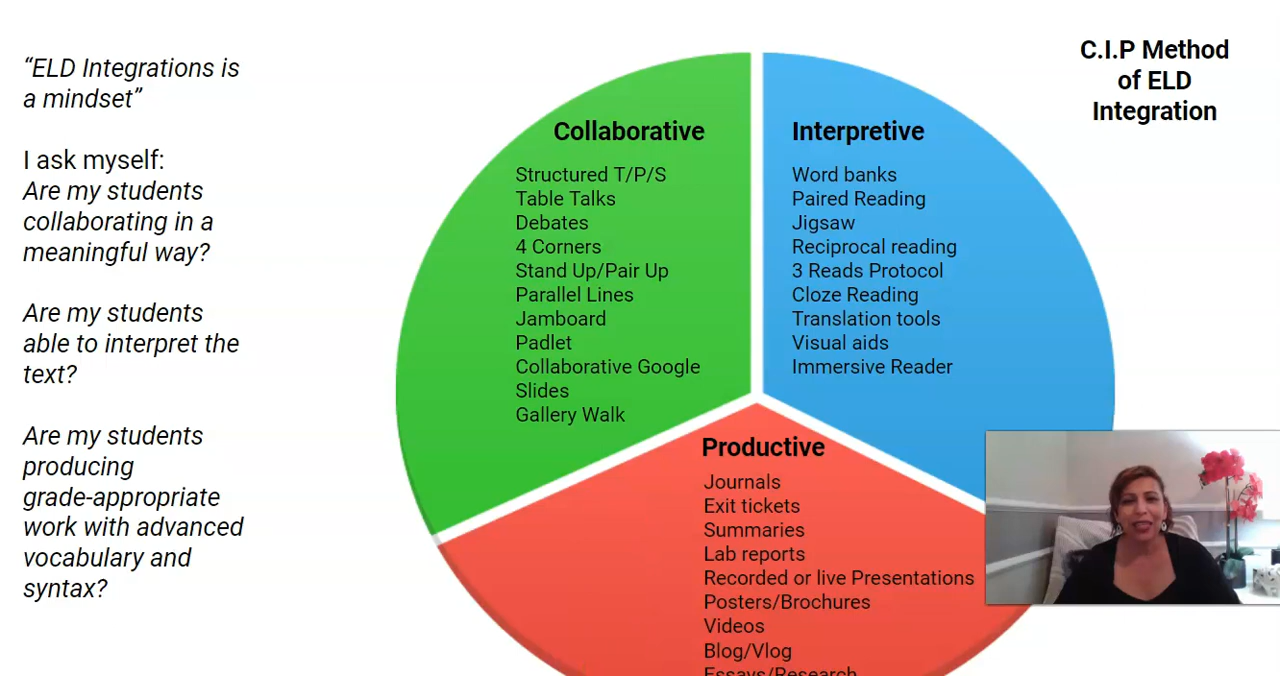 “ELD Integrations is
a mindset”
I ask myself:
Are my students
collaborating in a
meaningful way?
Are my students
able to interpret the
text?
Are my students
producing
grade-appropriate
work with advanced
vocabulary and
syntax?
Collaborative
Structured T/P/S
Table Talks
Debates
4 Corners
Stand Up/Pair Up
Parallel Lines
Jamboard
Padlet
Collaborative Google
Slides
Gallery Walk
Interpretive
Word banks
Paired Reading
Jigsaw
Reciprocal reading
3 Reads Protocol
Cloze Reading
Translation tools
Visual aids
Immersive Reader
Productive
Journals
Exit tickets
Summaries
Lab reports
Recorded or live Presentations
Posters/Brochures
Videos
Blog/Vlog
Essays/Research
C.I.P Method
of ELD
Integration